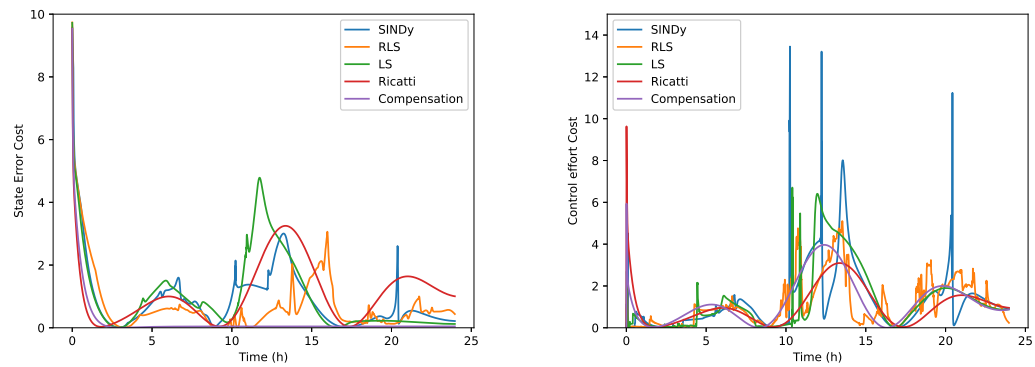 10
8
6
4
2
0
State Error Cost
SINDy
RLS
LS
Ricatti
Compensation
0 5 10 15 20 25
Time (h)
14
12
10
8
6
4
2
0
Control effort Cost
SINDy
RLS
LS
Ricatti
Compensation
0 5 10 15 20 25
Time (h)